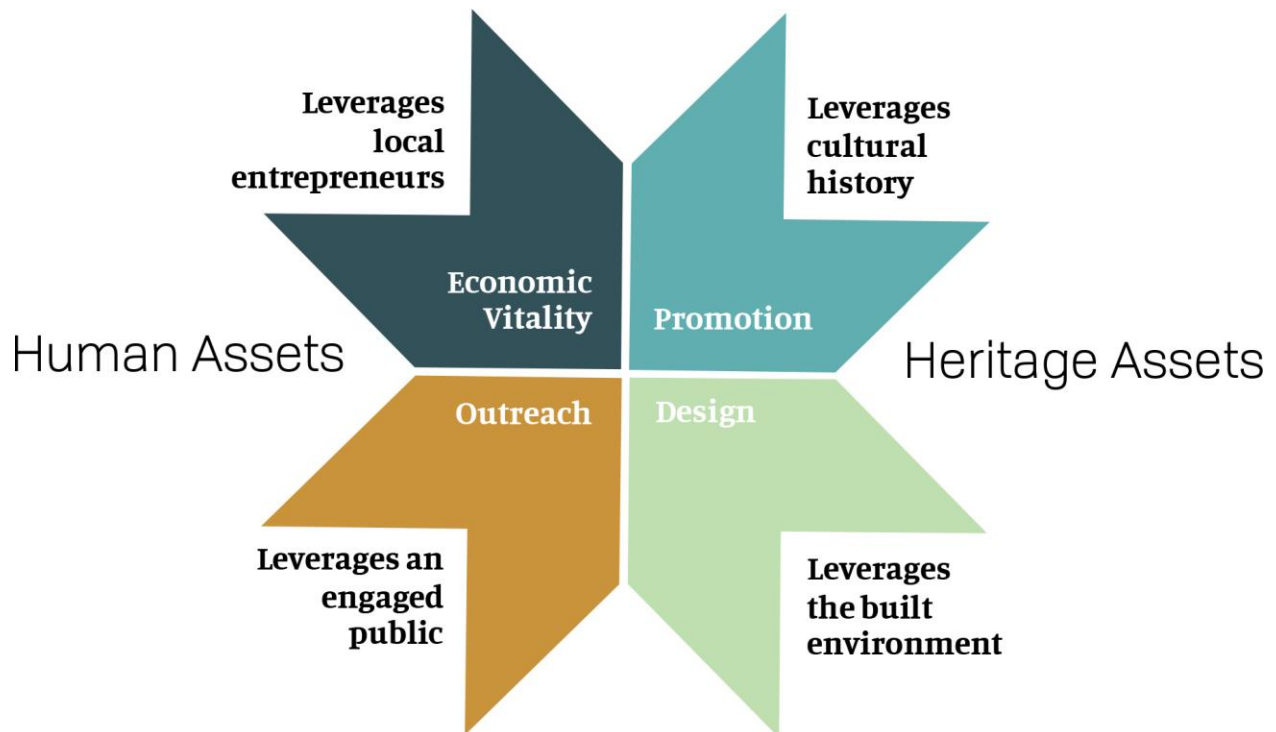 Leverages
local
entrepreneurs
Leverages
cultural
history
Economic
Vitality
Promotion
Human Assets
Heritage Assets
Outreach
Design
Leverages an
engaged
public
Leverages
the built
environment